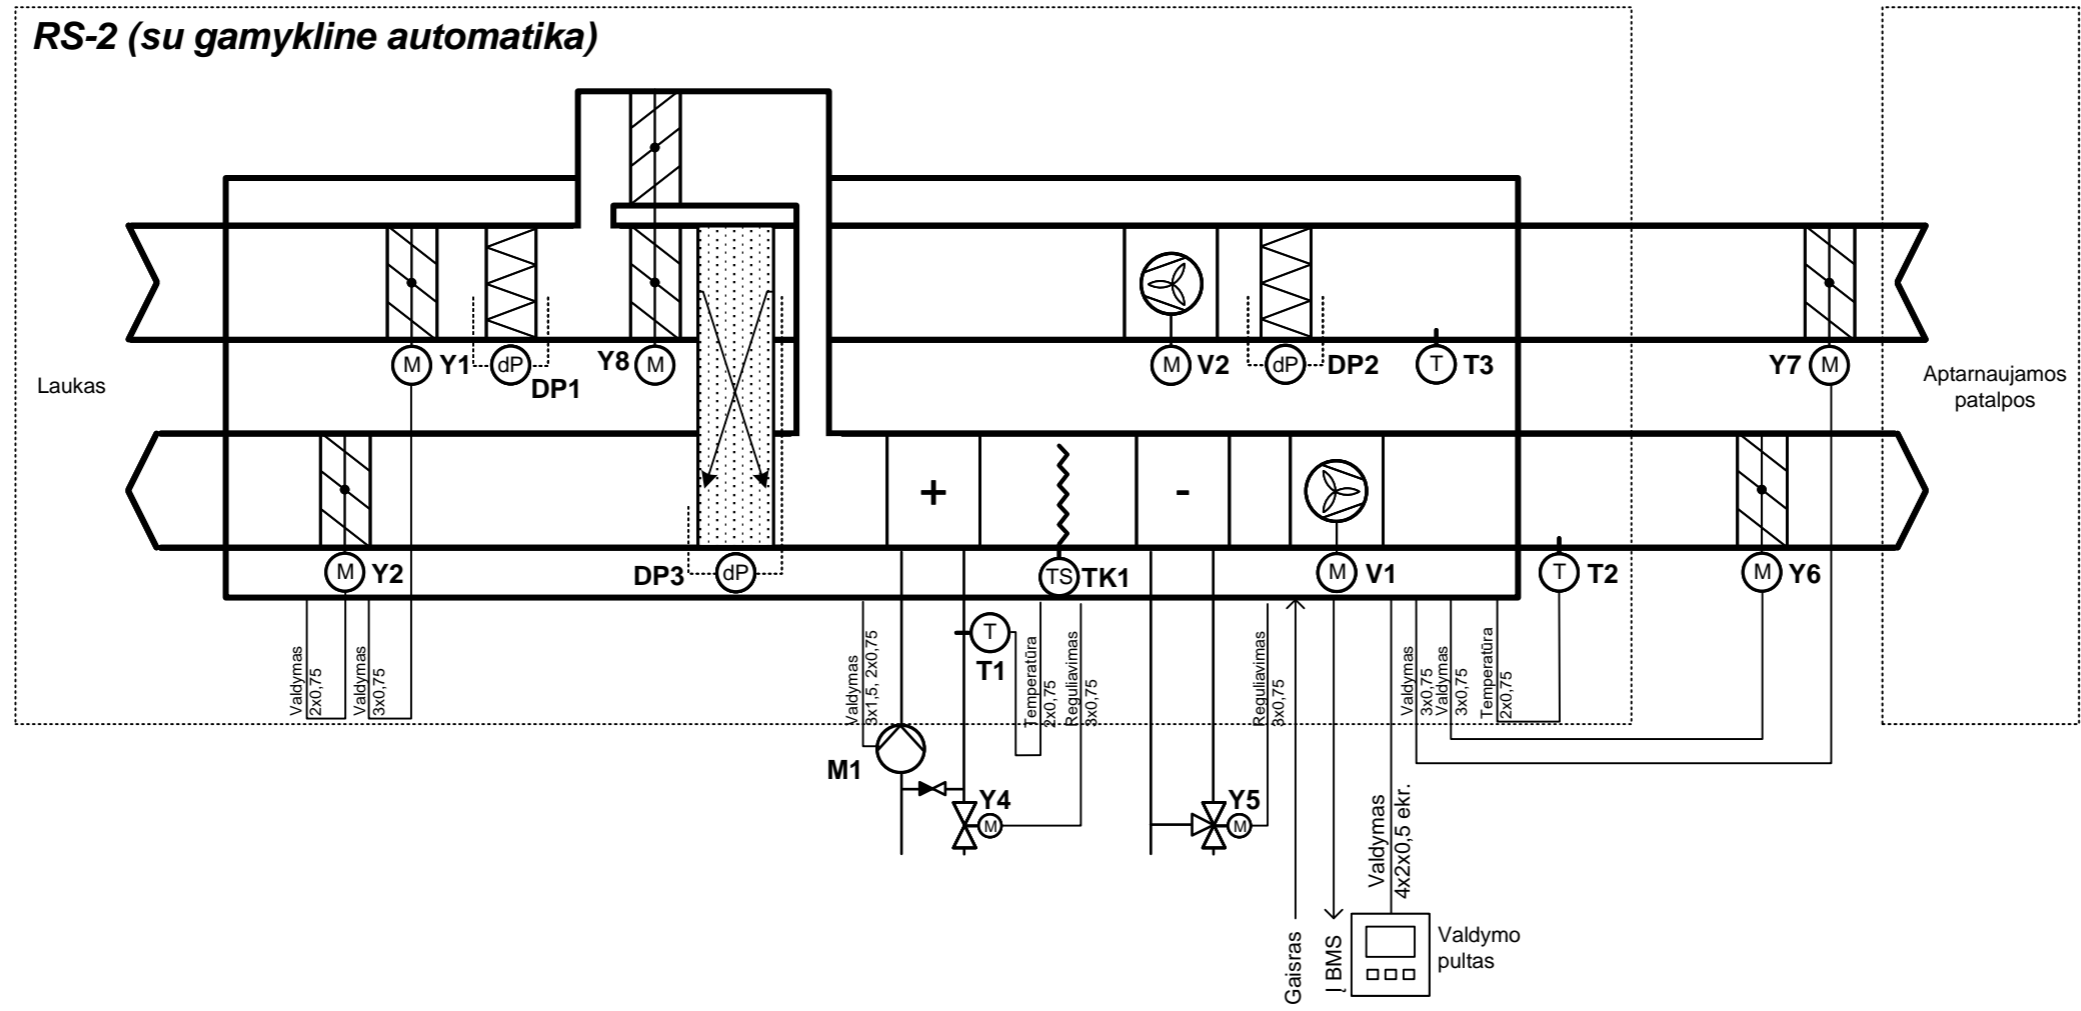 RS-2 (su gamykline automatika)
M Y1
dP DP1
Y8 M
M V2
dP DP2
T T3
Y7 M
Laukas
Aptarnaujamos
patalpos
+
-
M Y2
DP3 dP
TS TK1
M V1
T T2
M Y6
Valdymas
2x0,75
Valdymas
3x0,75
Valdymas
3x1,5, 2x0,75
T
T1
Temperatūra
2x0,75
Reguliavimas
3x0,75
Reguliavimas
3x0,75
Valdymas
3x0,75
Valdymas
3x0,75
Temperatūra
2x0,75
M1
Y4
M
Y5
M
Valdymas
4x2x0,5 ekr.
Gaisras
Į BMS
Valdymo
pultas